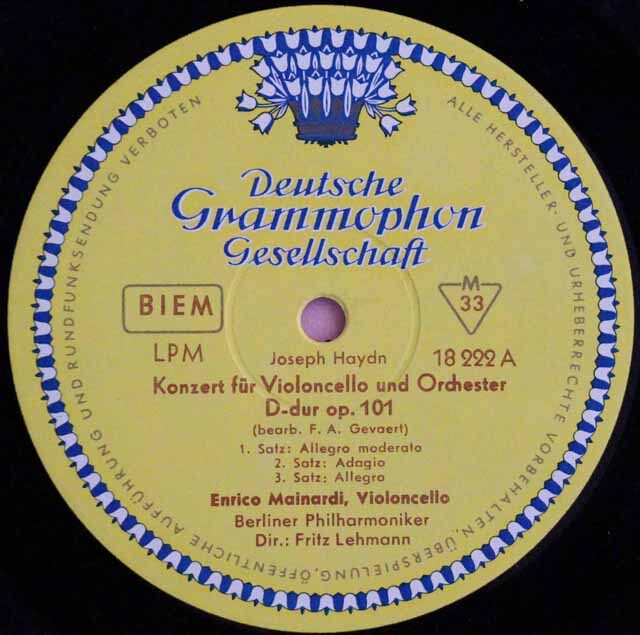 Deutsche
Grammophon
Gesellschaft
BIEM
M
33
LPM
Joseph Haydn
18 222 A
Konzert für Violoncello und Orchester
D-dur op. 101
(bearb. F. A. Gevaert)
1. Satz: Allegro moderato
2. Satz: Adagio
3. Satz: Allegro
Enrico Mainardi, Violoncello
Berliner Philharmoniker
Dir.: Fritz Lehmann
ALLE HERSTELLER- UND URHEBERRECHTE VORBEHALTEN, ÜBERSPIELUNG, ÖFFENTLICHE AUFFÜHRUNG UND RUNDFUNKSENDUNG VERBOTEN